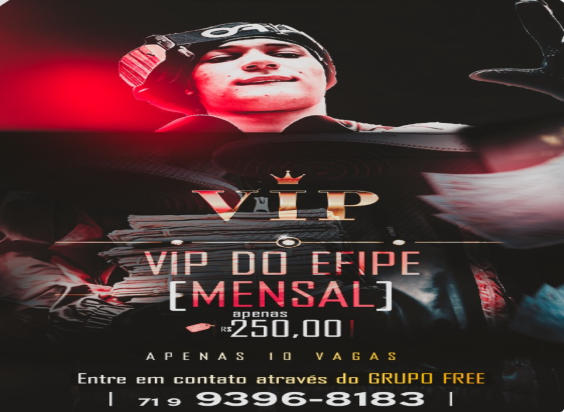 VIP
VIP DO EFIPE
[MENSAL]
apenas
R$250,00
APENAS 10 VAGAS
Entre em contato através do GRUPO FREE
| 71 9 9396-8183 |